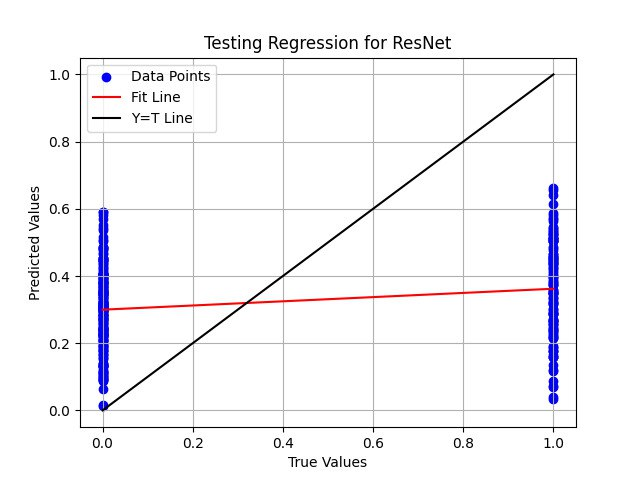 Testing Regression for ResNet
Data Points
Fit Line
Y=T Line
1.0
0.8
0.6
0.4
0.2
0.0
Predicted Values
0.0 0.2 0.4 0.6 0.8 1.0
True Values